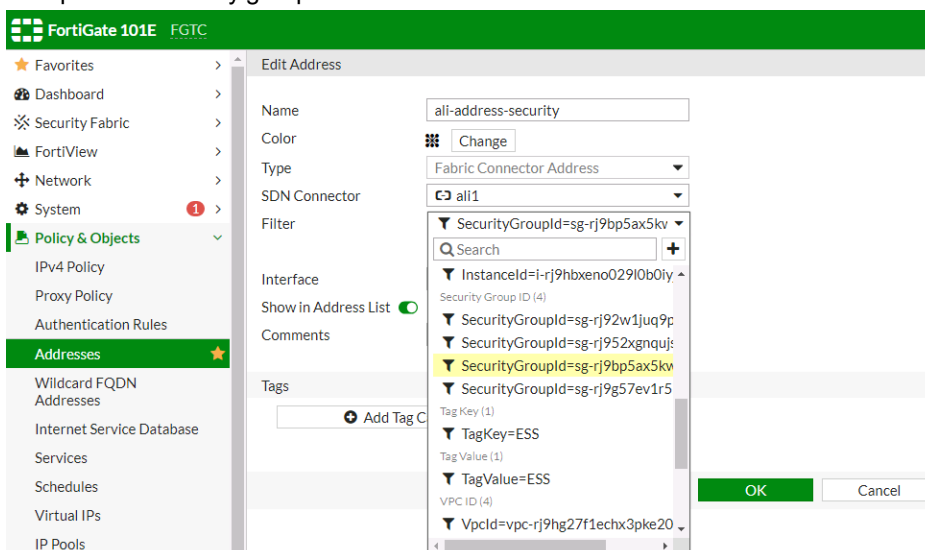 FortiGate 101E FGTC
Favorites
Dashboard
Security Fabric
FortiView
Network
System 1
Policy & Objects
IPv4 Policy
Proxy Policy
Authentication Rules
Addresses
Wildcard FQDN
Addresses
Internet Service Database
Services
Schedules
Virtual IPs
IP Pools
Edit Address
Name ali-address-security
Color Change
Type Fabric Connector Address
SDN Connector ali1
Filter SecurityGroupId=sg-rj9bp5ax5kv
Search
InstanceId=i-rj9hbxeno029l0b0iy
Security Group ID (4)
SecurityGroupId=sg-rj92w1juq9p
SecurityGroupId=sg-rj952xgnqujs
SecurityGroupId=sg-rj9bp5ax5kw
SecurityGroupId=sg-rj9g57ev1r5
Tag Key (1)
TagKey=ESS
Tag Value (1)
TagValue=ESS
VPC ID (4)
VpcId=vpc-rj9hg27f1echx3pke20
Interface
Show in Address List
Comments
Tags
Add Tag C
OK Cancel